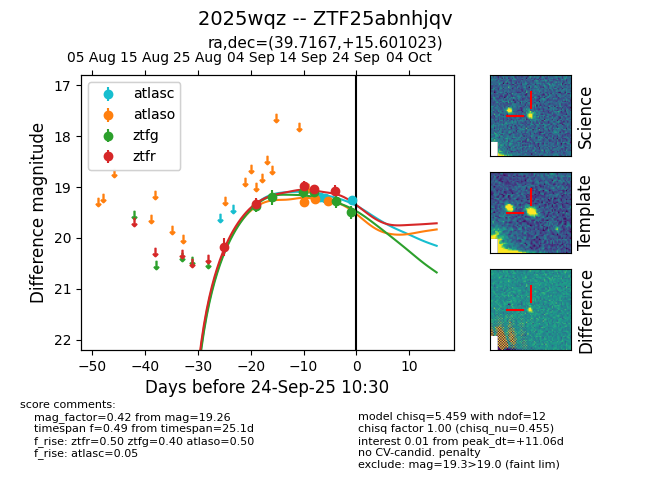 2025wqz -- ZTF25abnhjqv
ra,dec=(39.7167,+15.601023)
05 Aug 15 Aug 25 Aug 04 Sep 14 Sep 24 Sep 04 Oct
17
18
19
20
21
22
Difference magnitude
atlasc
atlaso
ztfg
ztfr
−50 −40 −30 −20 −10 0 10
Days before 24-Sep-25 10:30
Science
Template
Difference
score comments:
mag_factor=0.42 from mag=19.26
timespan f=0.49 from timespan=25.1d
f_rise: ztfr=0.50 ztfg=0.40 atlaso=0.50
f_rise: atlasc=0.05
model chisq=5.459 with ndof=12
chisq factor 1.00 (chisq_nu=0.455)
interest 0.01 from peak_dt=+11.06d
no CV-candid. penalty
exclude: mag=19.3>19.0 (faint lim)